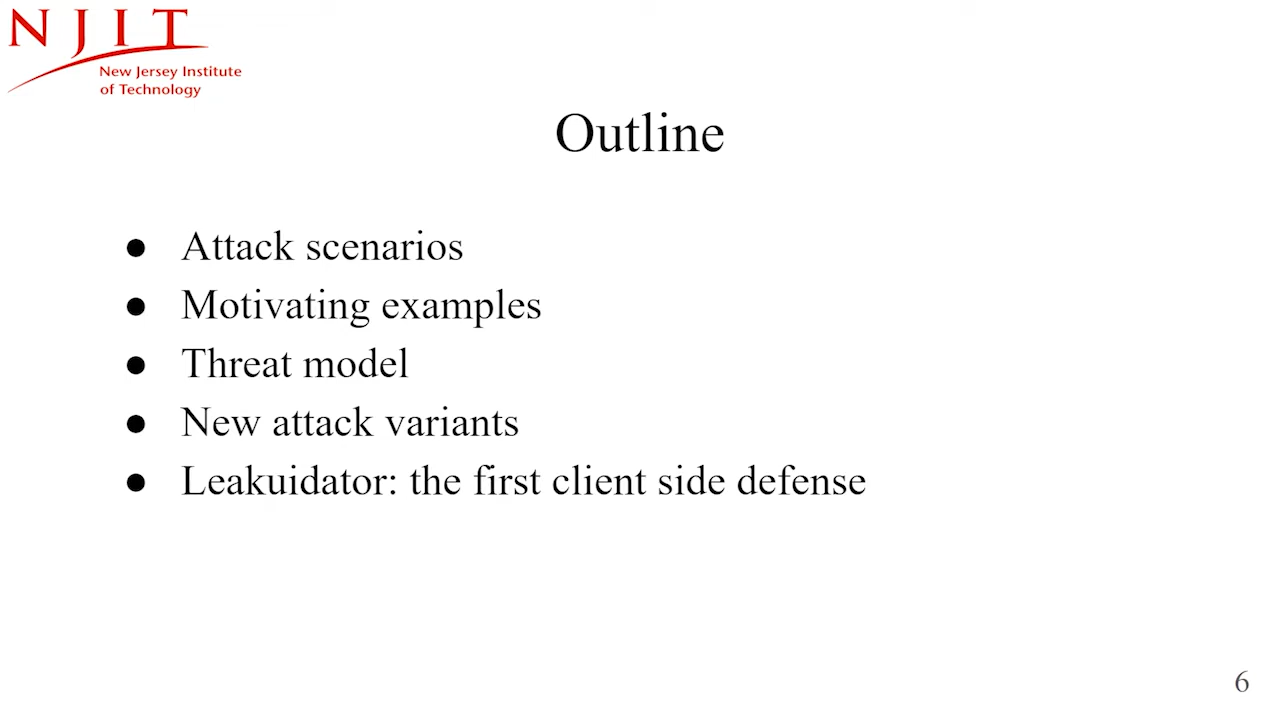 NJIT
New Jersey Institute
of Technology
Outline
● Attack scenarios
● Motivating examples
● Threat model
● New attack variants
● Leakuidator: the first client side defense
6